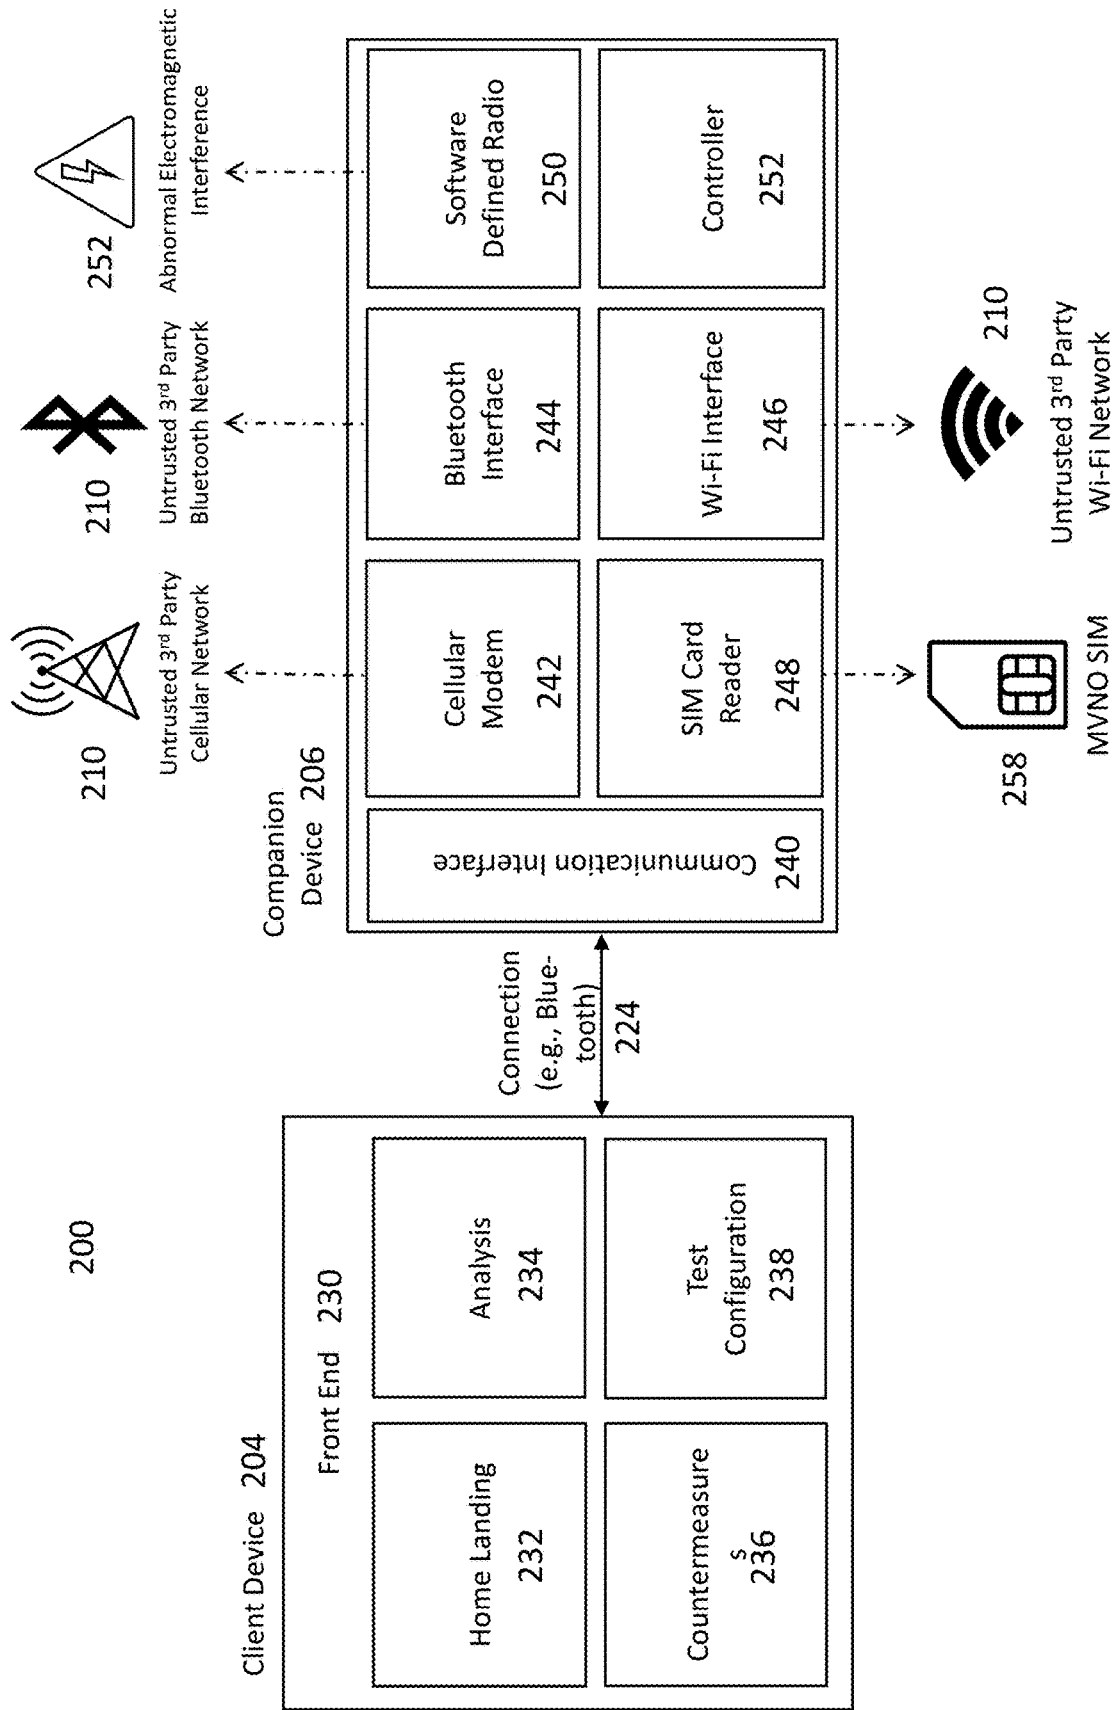 200
Client Device 204
Front End 230
Home Landing
232
Analysis
234
Countermeasure
s
236
Test
Configuration
238
Connection
(e.g., Blue-
tooth)
224
Companion
Device 206
Communication Interface
240
Cellular
Modem
242
Bluetooth
Interface
244
Software
Defined Radio
250
SIM Card
Reader
248
Wi-Fi Interface
246
Controller
252
210
Untrusted 3rd Party
Cellular Network
210
Untrusted 3rd Party
Bluetooth Network
252
Abnormal Electromagnetic
Interference
258
MVNO SIM
210
Untrusted 3rd Party
Wi-Fi Network